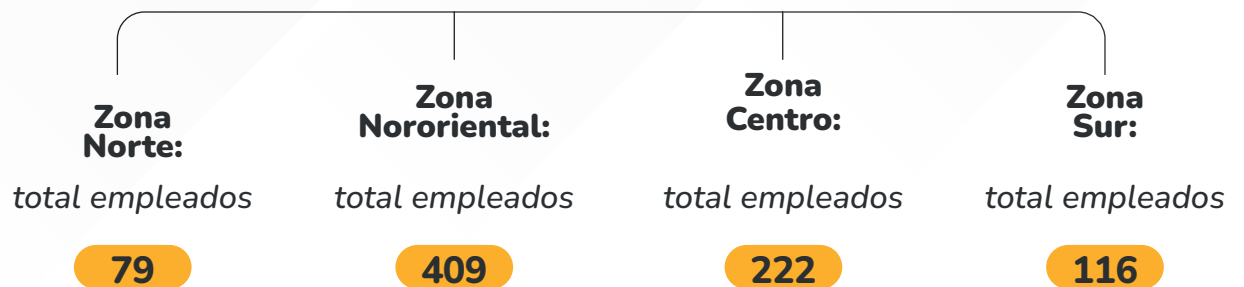 Zona
Norte:
total empleados
79
Zona
Nororiental:
total empleados
409
Zona
Centro:
total empleados
222
Zona
Sur:
total empleados
116